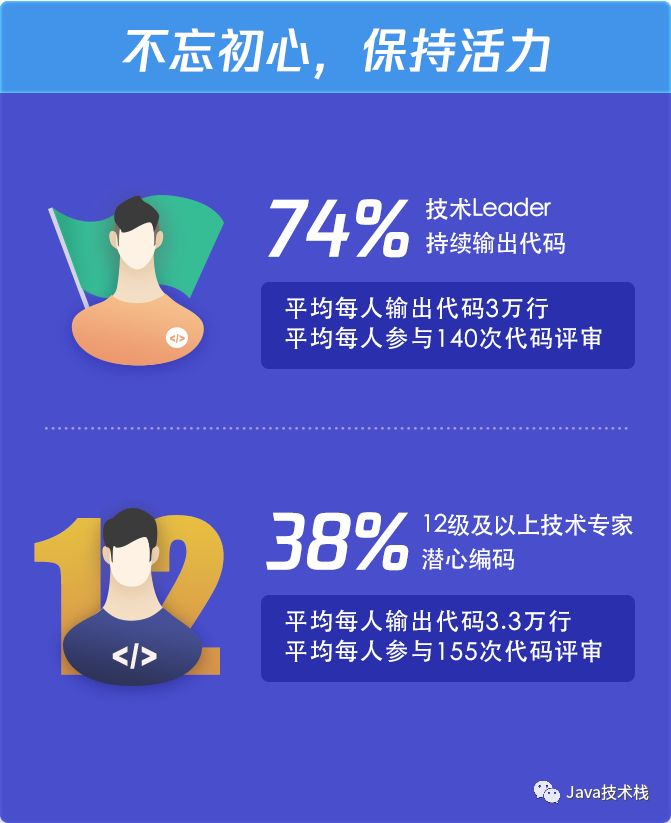 不忘初心，保持活力
74%
技术Leader
持续输出代码
平均每人输出代码3万行
平均每人参与140次代码评审
</>
12
38%
12级及以上技术专家
潜心编码
平均每人输出代码3.3万行
平均每人参与155次代码评审
</>
Java技术栈